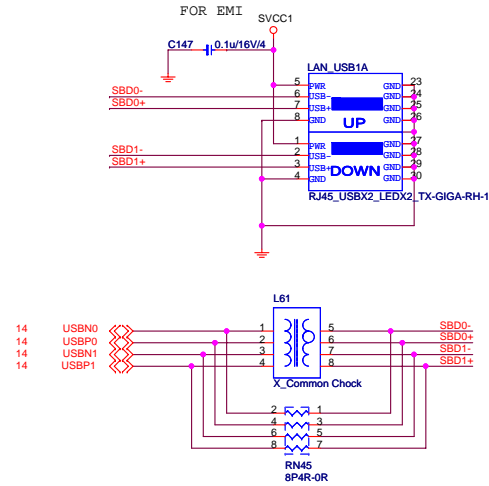 FOR EMI
SVCC1
C147 0.1u/16V/4
LAN_USB1A
SBD0- 5 PWR GND 23
6 USB- GND 24
SBD0+ 7 USB+ GND 25
8 GND GND 26
UP
SBD1- 1 PWR GND 27
2 USB- GND 28
SBD1+ 3 USB+ GND 29
4 GND GND 30
DOWN
RJ45_USBX2_LEDX2_TX-GIGA-RH-1
L61
14 USBN0 1 5 SBD0-
14 USBP0 2 6 SBD0+
14 USBN1 3 7 SBD1-
14 USBP1 4 8 SBD1+
X_Common Chock
2 1
4 3
6 5
8 7
RN45
8P4R-0R